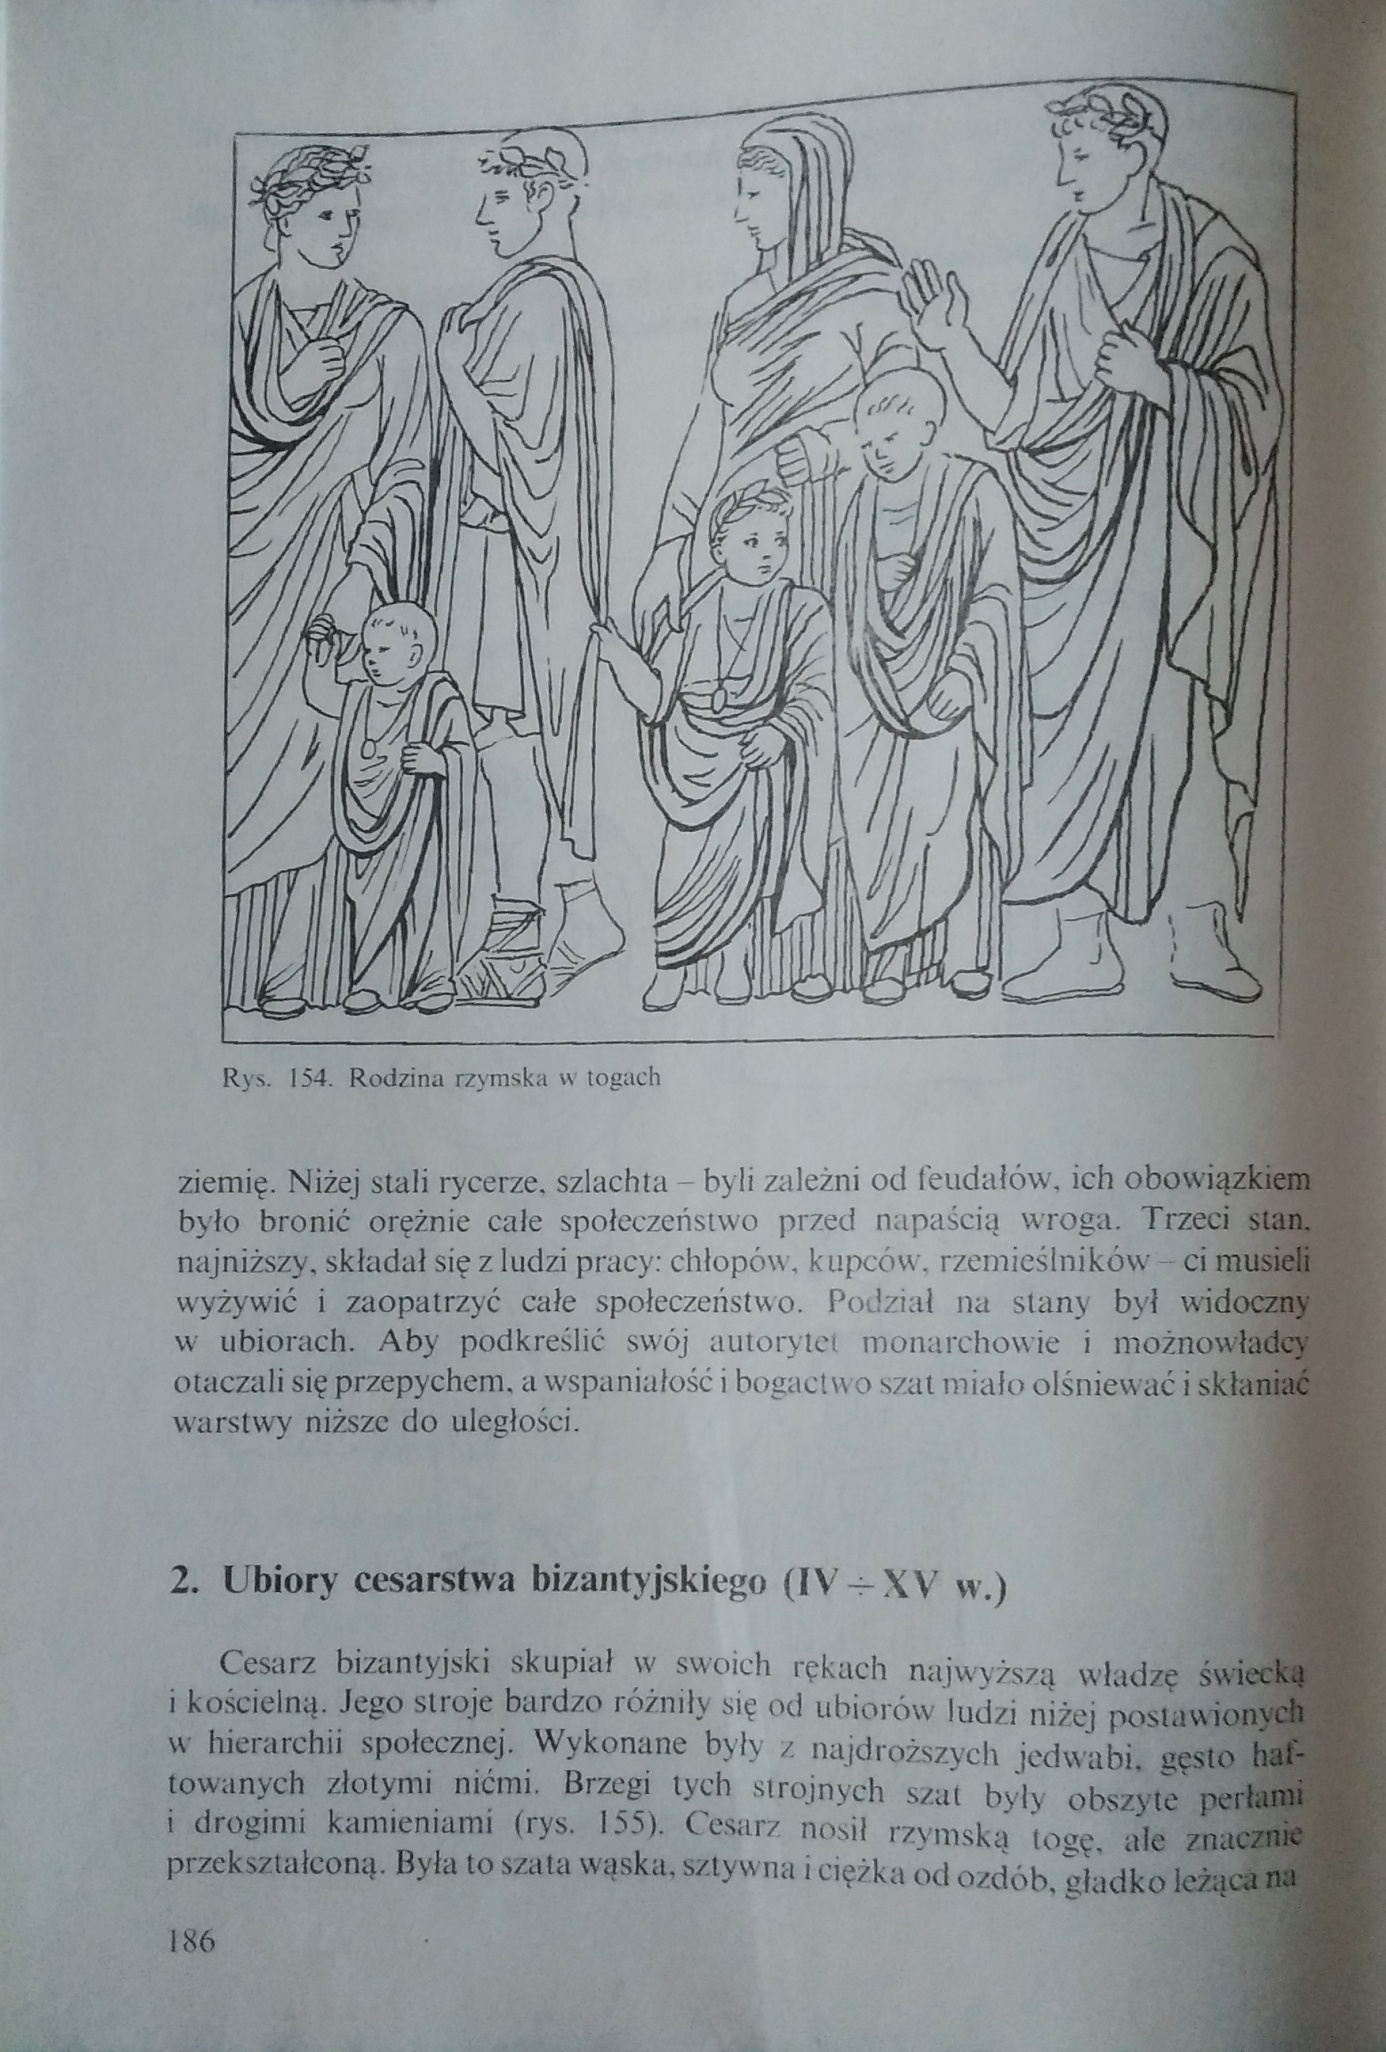 Rys. 154. Rodzina rzymska w togach
ziemię. Niżej stali rycerze, szlachta – byli zależni od feudałów, ich obowiązkiem
było bronić orężnie całe społeczeństwo przed napaścią wroga. Trzeci stan,
najniższy, składał się z ludzi pracy: chłopów, kupców, rzemieślników – ci musieli
wyżywić i zaopatrzyć całe społeczeństwo. Podział na stany był widoczny
w ubiorach. Aby podkreślić swój autorytet monarchowie i możnowładcy
otaczali się przepychem, a wspaniałość i bogactwo szat miało olśniewać i skłaniać
warstwy niższe do uległości.
2. Ubiory cesarstwa bizantyjskiego (IV ÷ XV w.)
Cesarz bizantyjski skupiał w swoich rękach najwyższą władzę świecką
i kościelną. Jego stroje bardzo różniły się od ubiorów ludzi niżej postawionych
w hierarchii społecznej. Wykonane były z najdroższych jedwabi, gęsto haf-
towanych złotymi nićmi. Brzegi tych strojnych szat były obszyte perłami
i drogimi kamieniami (rys. 155). Cesarz nosił rzymską togę, ale znacznie
przekształconą. Była to szata wąska, sztywna i ciężka od ozdób, gładko leżąca na
186